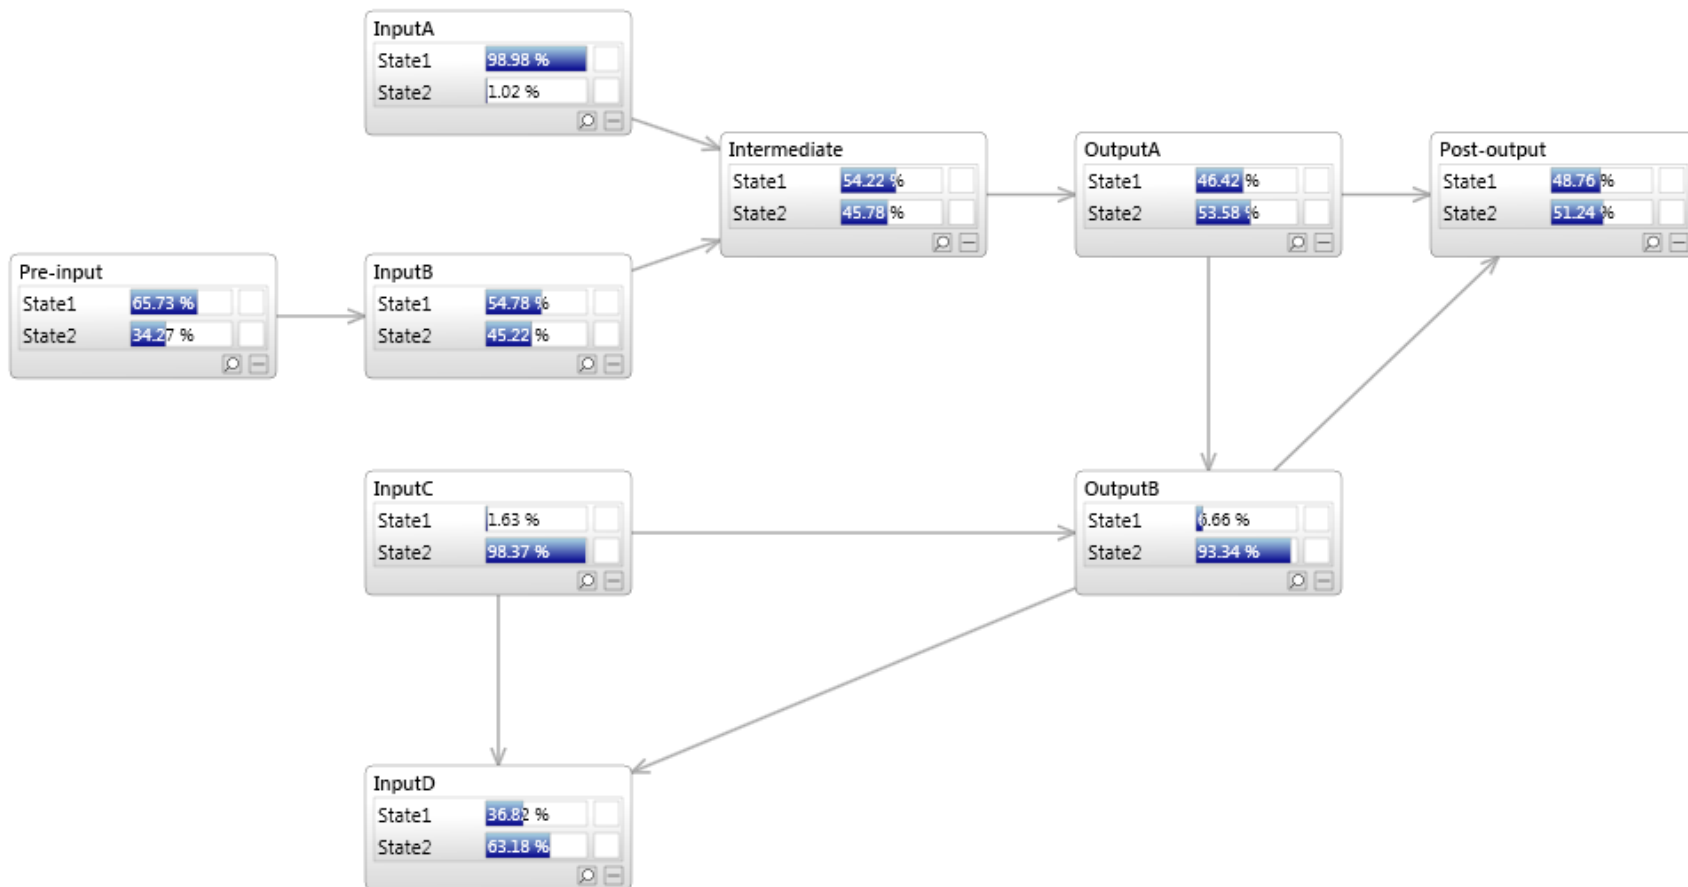 InputA
State1 98.98 %
State2 1.02 %
Intermediate
State1 54.22 %
State2 45.78 %
OutputA
State1 46.42 %
State2 53.58 %
Post-output
State1 48.76 %
State2 51.24 %
Pre-input
State1 65.73 %
State2 34.27 %
InputB
State1 54.78 %
State2 45.22 %
InputC
State1 1.63 %
State2 98.37 %
OutputB
State1 6.66 %
State2 93.34 %
InputD
State1 36.82 %
State2 63.18 %